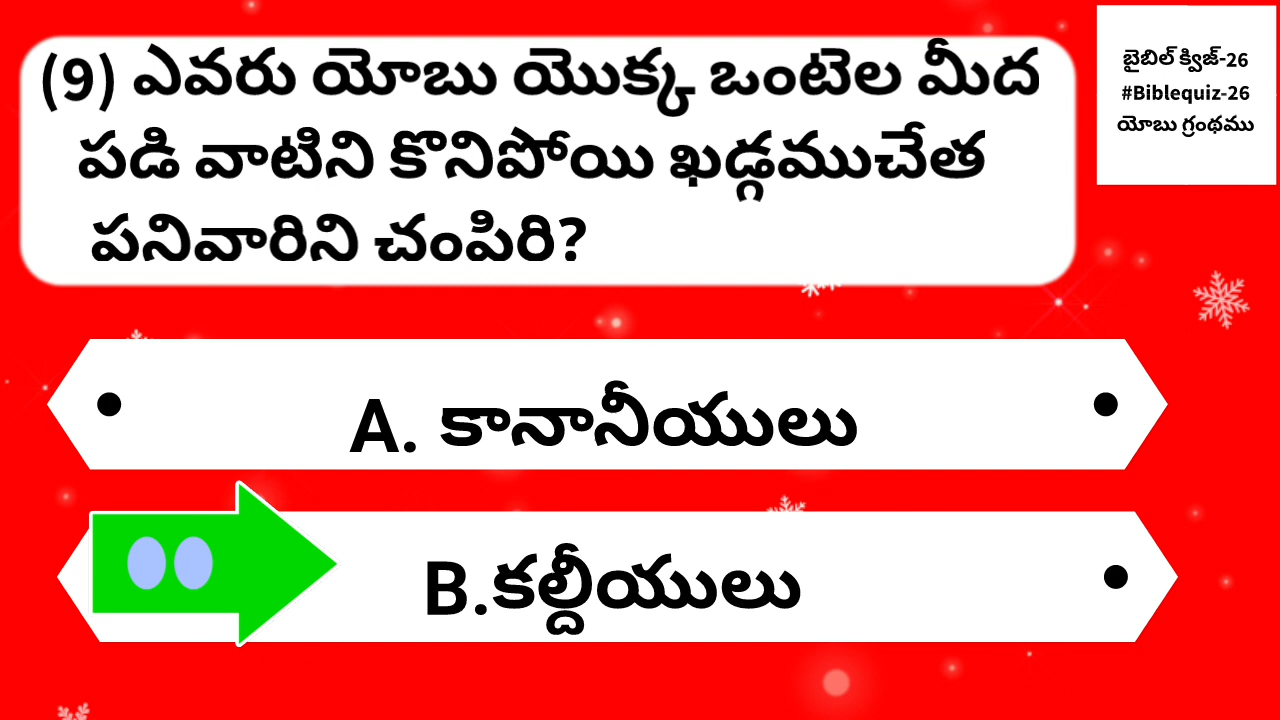 (9) ఎవరు యోబు యొక్క ఒంటెల మీద
పడి వాటిని కొనిపోయి ఖడ్గముచేత
పనివారిని చంపిరి?
బైబిల్ క్విజ్-26
#Biblequiz-26
యోబు గ్రంథము
A. కానానీయులు
B.కల్దీయులు